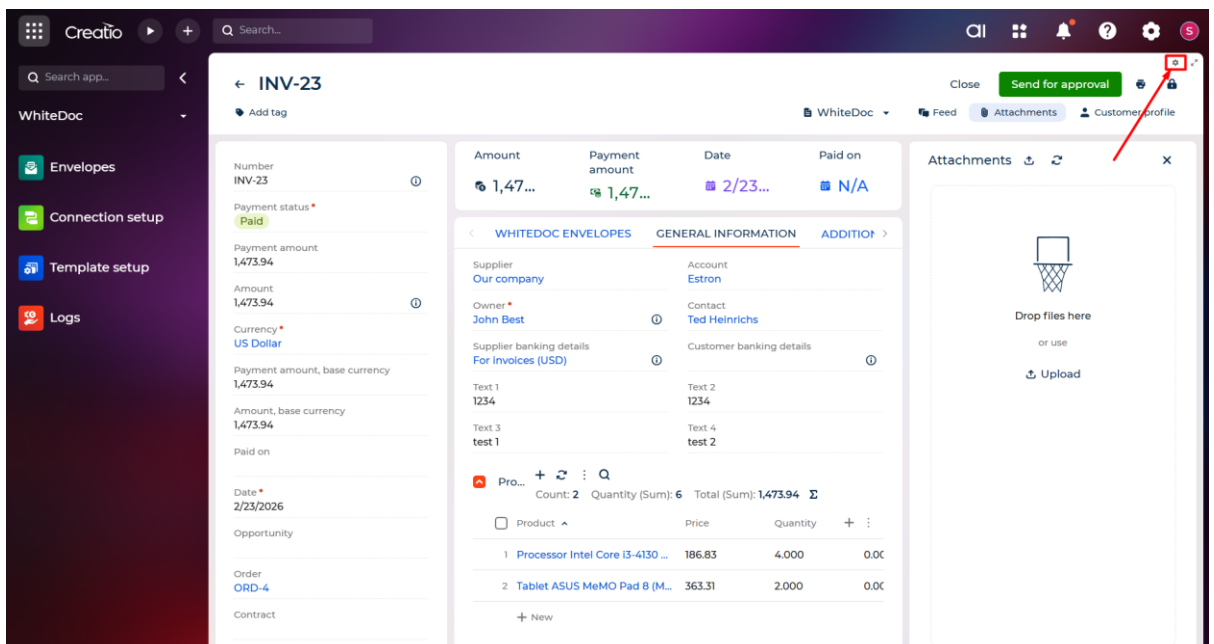 Creatio
Search...
ai
S
Search app...
WhiteDoc
Envelopes
Connection setup
Template setup
Logs
INV-23
Close
Send for approval
Add tag
WhiteDoc
Feed
Attachments
Customer profile
Number
INV-23
Payment status*
Paid
Payment amount
1,473.94
Amount
1,473.94
Currency*
US Dollar
Payment amount, base currency
1,473.94
Amount, base currency
1,473.94
Paid on
Date*
2/23/2026
Opportunity
Order
ORD-4
Contract
Amount
1,47...
Payment
amount
1,47...
Date
2/23...
Paid on
N/A
WHITEDOC ENVELOPES GENERAL INFORMATION ADDITION
Supplier
Our company
Account
Estron
Owner*
John Best
Contact
Ted Heinrichs
Supplier banking details
For invoices (USD)
Customer banking details
Text 1
1234
Text 2
1234
Text 3
test 1
Text 4
test 2
Pro...
Count: 2 Quantity (Sum): 6 Total (Sum): 1,473.94 Σ
Product Price Quantity
1 Processor Intel Core i3-4130 ... 186.83 4.000 0.00
2 Tablet ASUS MeMO Pad 8 (M... 363.31 2.000 0.00
+ New
Attachments
Drop files here
or use
Upload